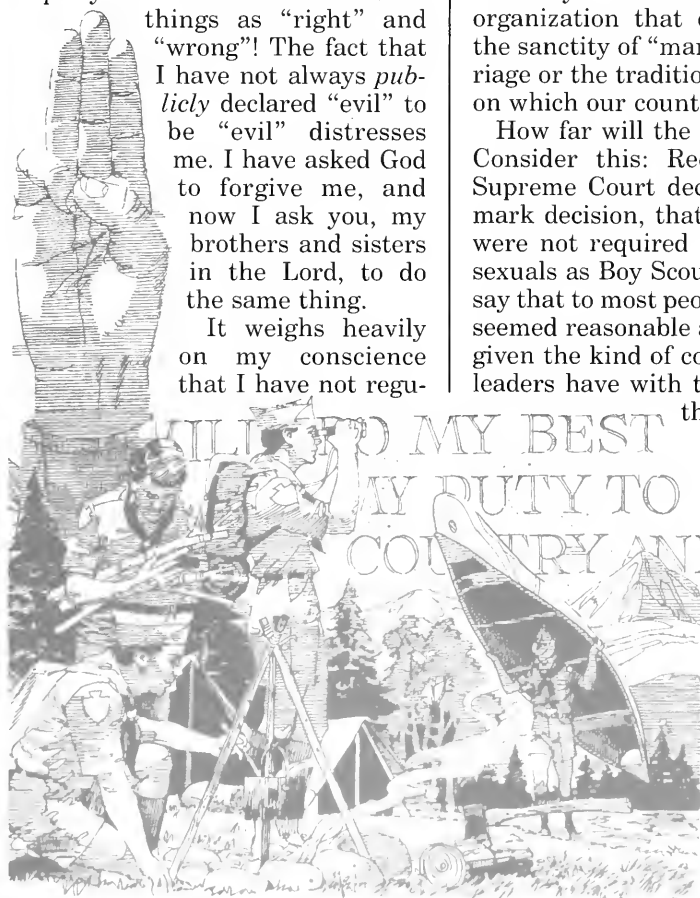 things as “right” and
“wrong”! The fact that
I have not always pub-
licly declared “evil” to
be “evil” distresses
me. I have asked God
to forgive me, and
now I ask you, my
brothers and sisters
in the Lord, to do
the same thing.
It weighs heavily
on my conscience
that I have not regu-
organization that
the sanctity of “mar
riage or the traditio
on which our count
How far will the
Consider this: Re
Supreme Court dec
mark decision, that
were not required
sexuals as Boy Scou
say that to most peo
seemed reasonable a
given the kind of co
leaders have with t
th
MY BEST
MY DUTY TO
COUNTRY AN